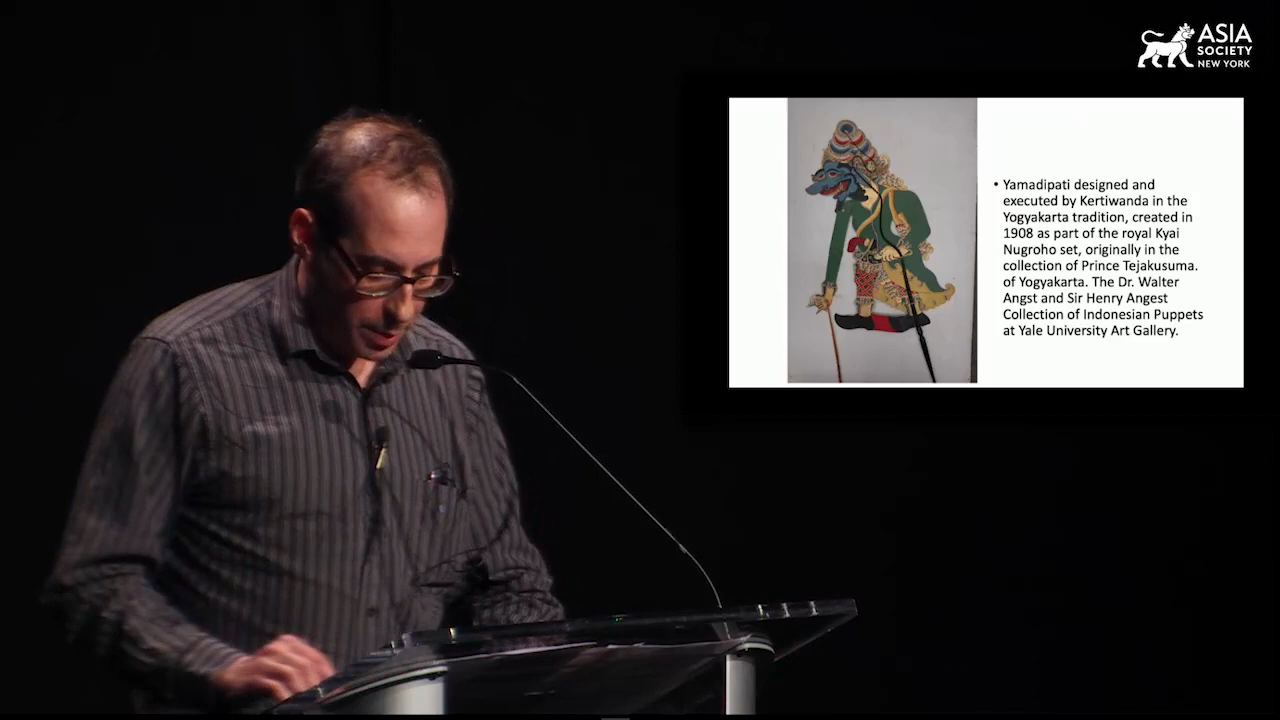 ASIA
SOCIETY
NEW YORK
• Yamadipati designed and
executed by Kertiwanda in the
Yogyakarta tradition, created in
1908 as part of the royal Kyai
Nugroho set, originally in the
collection of Prince Tejakusuma.
of Yogyakarta. The Dr. Walter
Angst and Sir Henry Angest
Collection of Indonesian Puppets
at Yale University Art Gallery.